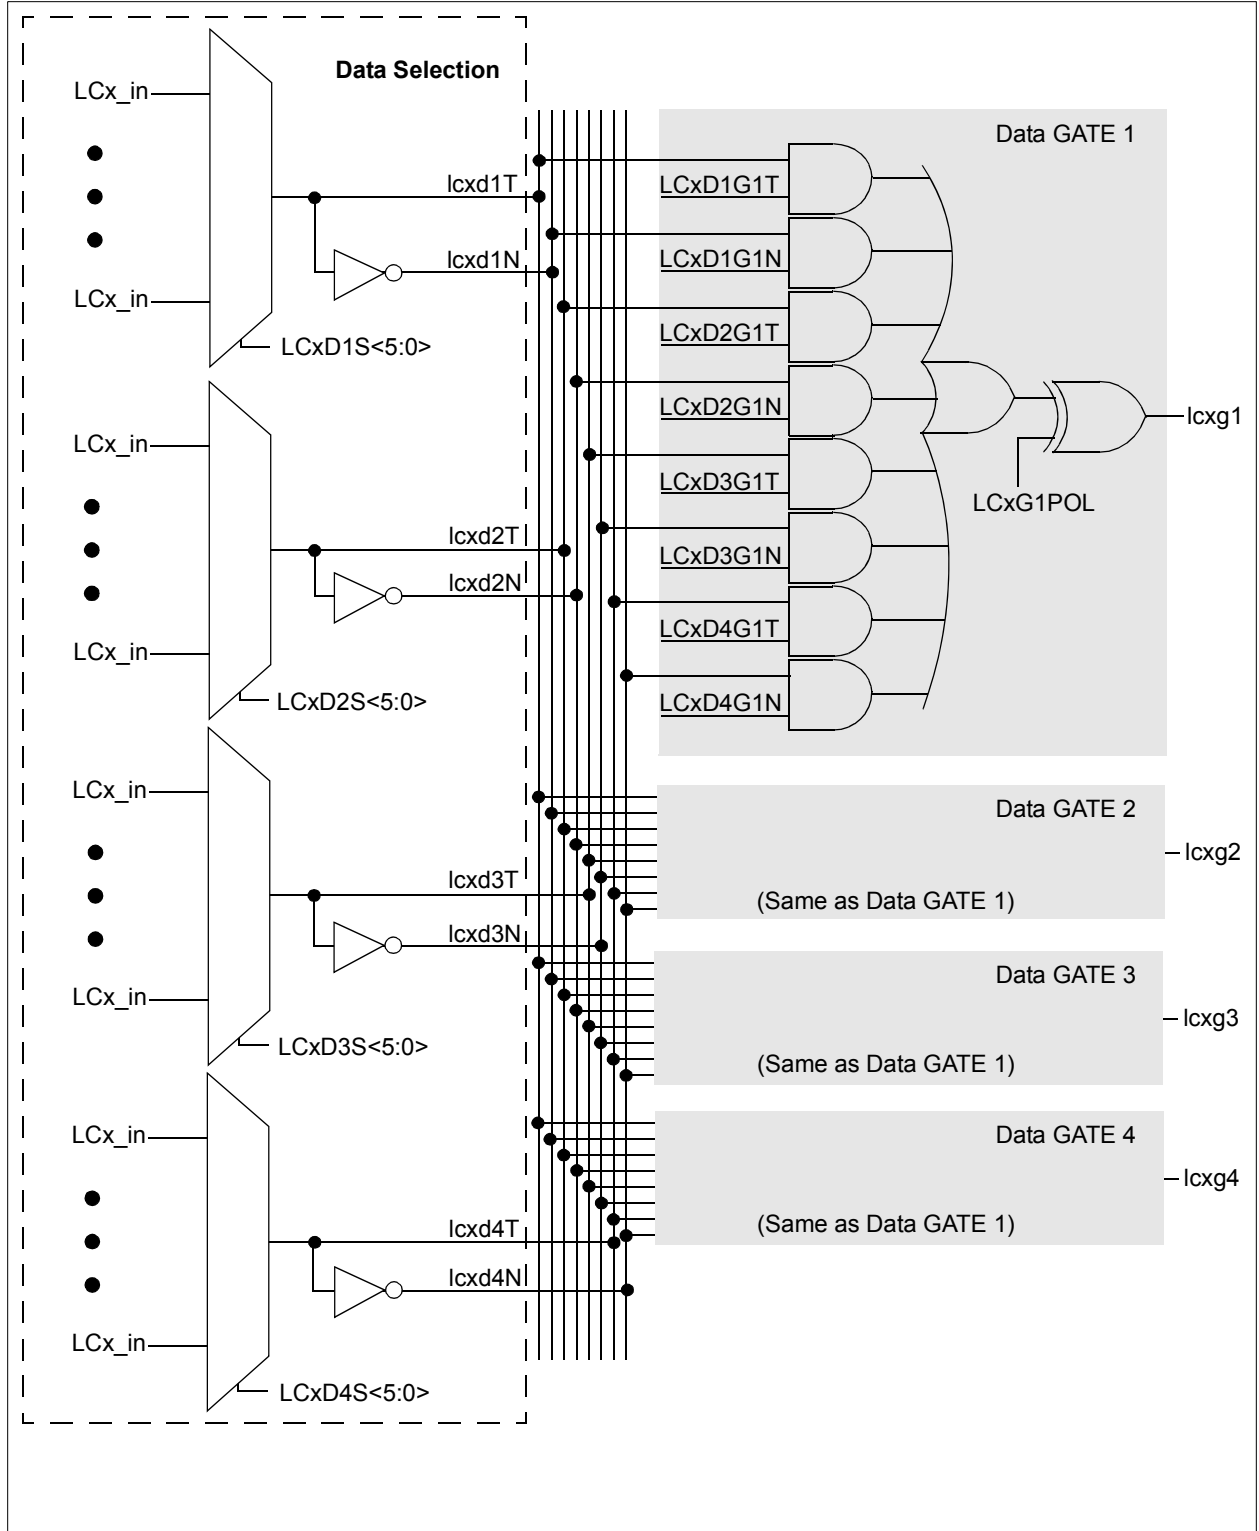 Data Selection
LCx_in
LCx_in
LCxD1S<5:0>
lcxd1T
lcxd1N
LCx_in
LCx_in
LCxD2S<5:0>
lcxd2T
lcxd2N
LCx_in
LCx_in
LCxD3S<5:0>
lcxd3T
lcxd3N
LCx_in
LCx_in
LCxD4S<5:0>
lcxd4T
lcxd4N
Data GATE 1
LCxD1G1T
LCxD1G1N
LCxD2G1T
LCxD2G1N
LCxD3G1T
LCxD3G1N
LCxD4G1T
LCxD4G1N
LCxG1POL
lcxg1
Data GATE 2
(Same as Data GATE 1)
lcxg2
Data GATE 3
(Same as Data GATE 1)
lcxg3
Data GATE 4
(Same as Data GATE 1)
lcxg4